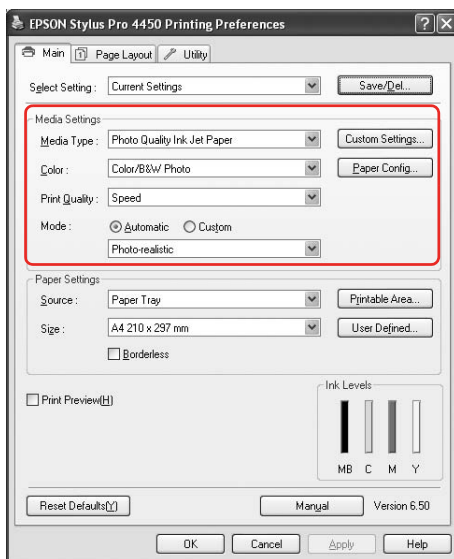 EPSON Stylus Pro 4450 Printing Preferences
Main Page Layout Utility
Select Setting : Current Settings Save/Del...
Media Settings
Media Type : Photo Quality Ink Jet Paper Custom Settings...
Color : Color/B&W Photo Paper Config...
Print Quality : Speed
Mode : Automatic Custom
Photo-realistic
Paper Settings
Source : Paper Tray Printable Area...
Size : A4 210 x 297 mm User Defined...
Borderless
Ink Levels
Print Preview(H)
MB C M Y
Reset Defaults(Y) Manual Version 6.50
OK Cancel Apply Help